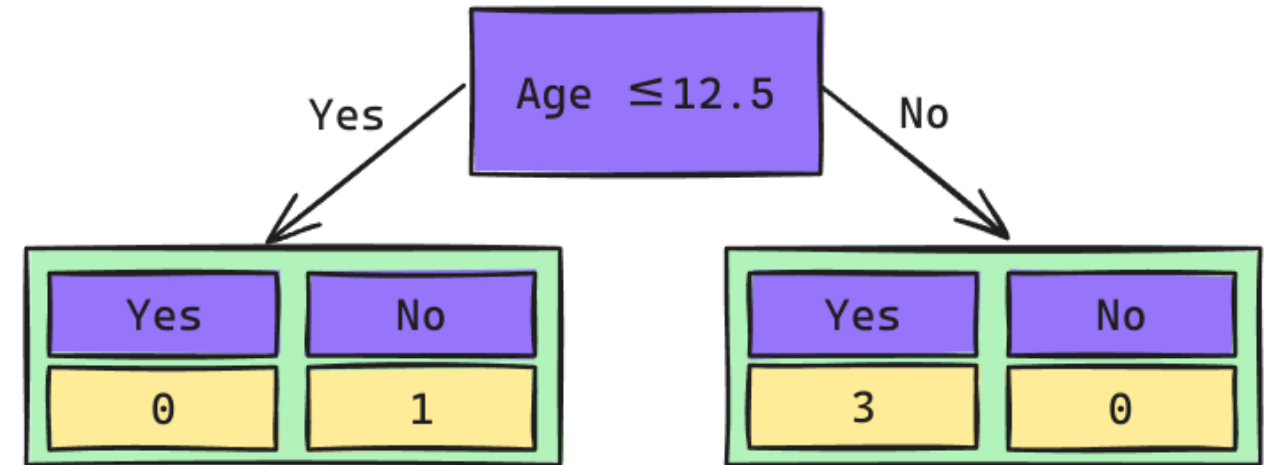 Age ≤12.5
Yes
No
Yes No
0 1
Yes No
3 0